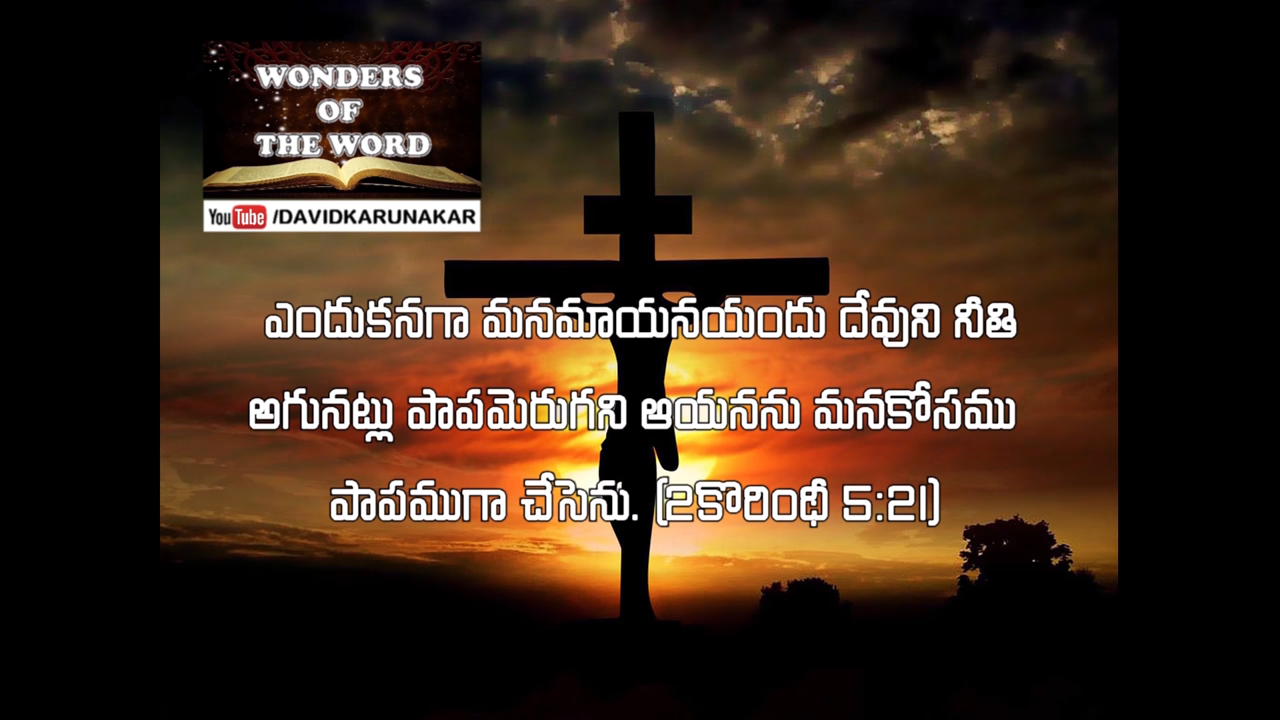 WONDERS
OF
THE WORD
YouTube /DAVIDKARUNAKAR
ఎందుకనగా మనమాయనయందు దేవుని నీతి
అగునట్లు పాపమెరుగని ఆయనను మనకోసము
పాపముగా చేసెను. (2కొరింథీ 5:21)